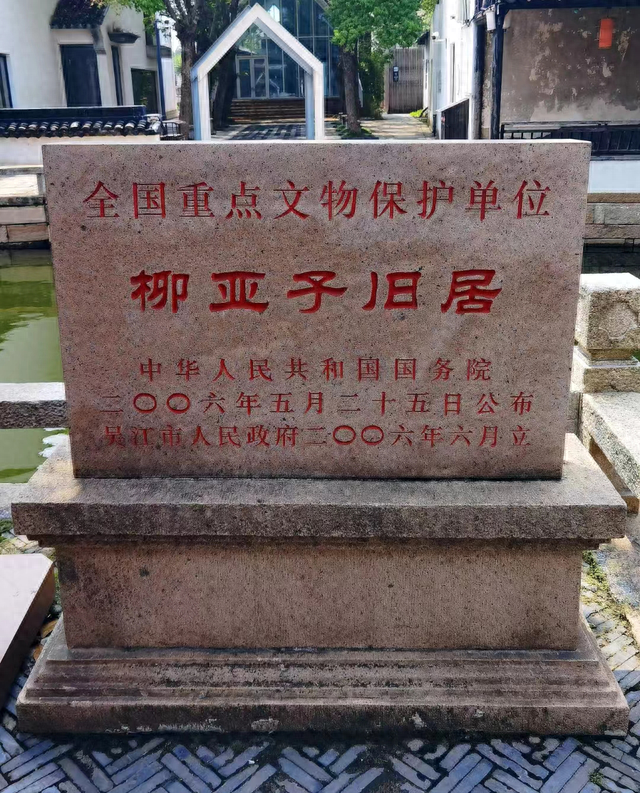 全国重点文物保护单位
柳亚子旧居
中华人民共和国国务院
二〇〇六年五月二十五日公布
吴江市人民政府二〇〇六年六月立